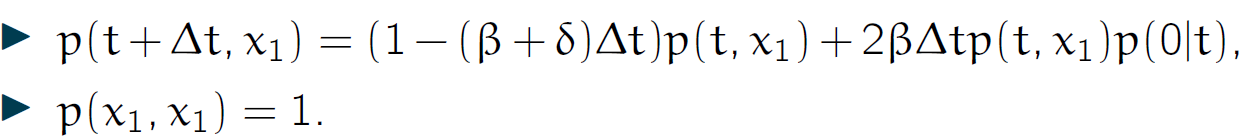 ▶ p(t+Δt, x₁) = (1−(β+δ)Δt)p(t, x₁)+2βΔtp(t, x₁)p(0|t),
▶ p(x₁, x₁) = 1.